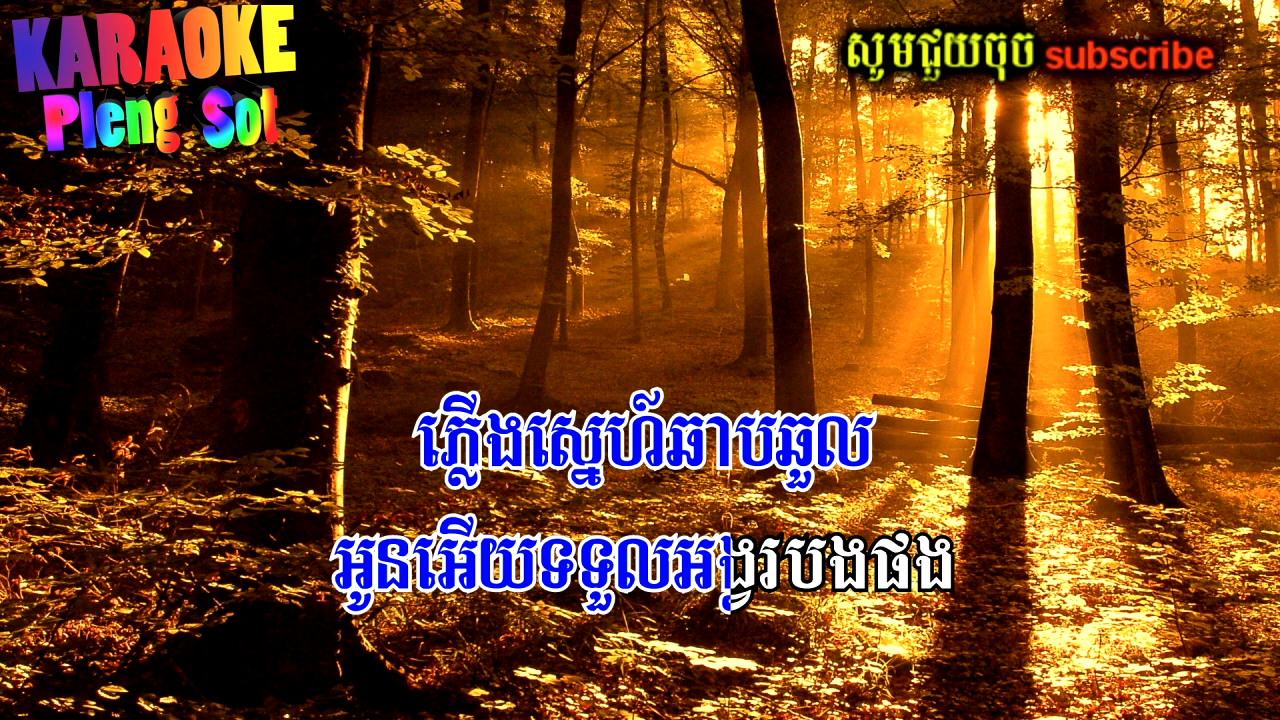 KARAOKE
Pleng Sot
សូមជួយចុច subscribe
ភ្លើងស្នេហ៍ឆាបឆួល
អូនអើយទទួលអង្វរបងផង